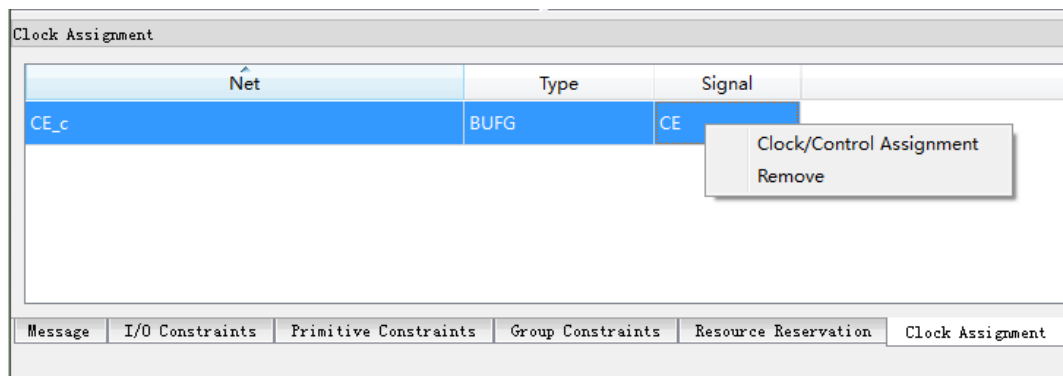 Clock Assignment
Net Type Signal
CE_c BUFG CE
Clock/Control Assignment
Remove
Message I/O Constraints Primitive Constraints Group Constraints Resource Reservation Clock Assignment